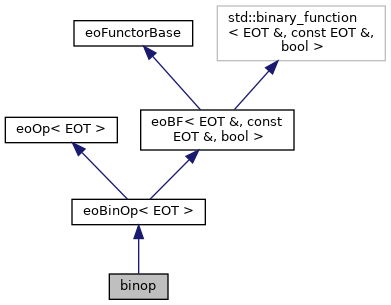 eoFunctorBase
std::binary_function
< EOT &, const EOT &,
bool >
eoOp< EOT >
eoBF< EOT &, const
EOT &, bool >
eoBinOp< EOT >
binop